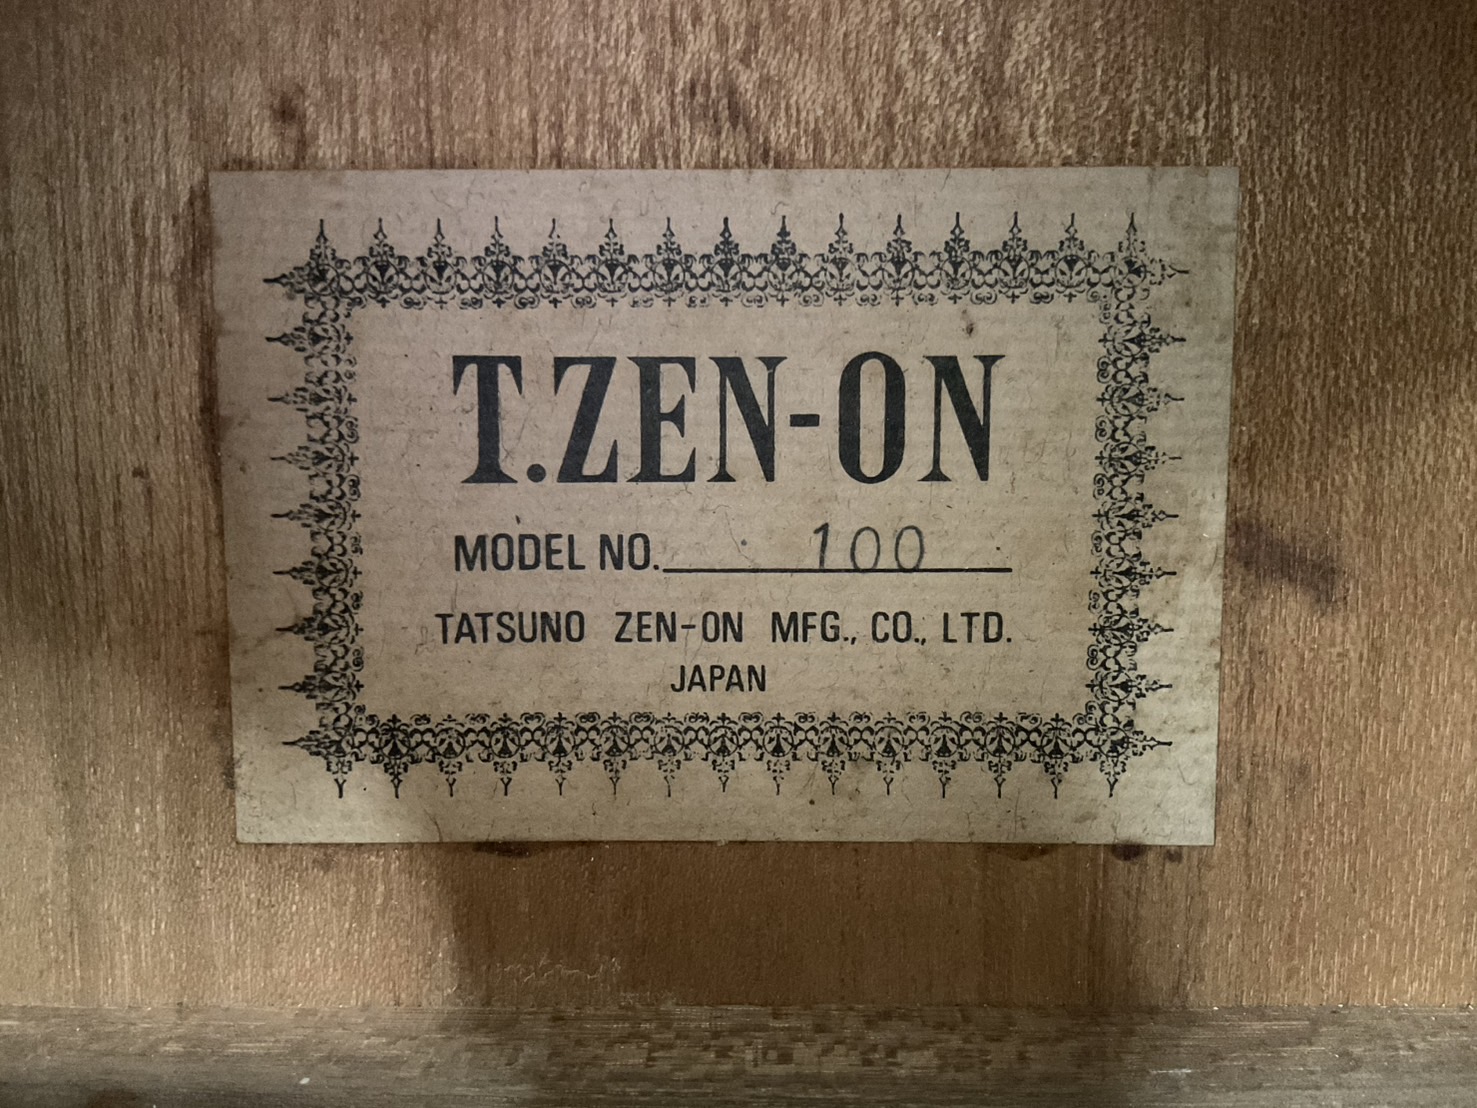 T.ZEN-ON
MODEL NO. 100
TATSUNO ZEN-ON MFG., CO., LTD.
JAPAN